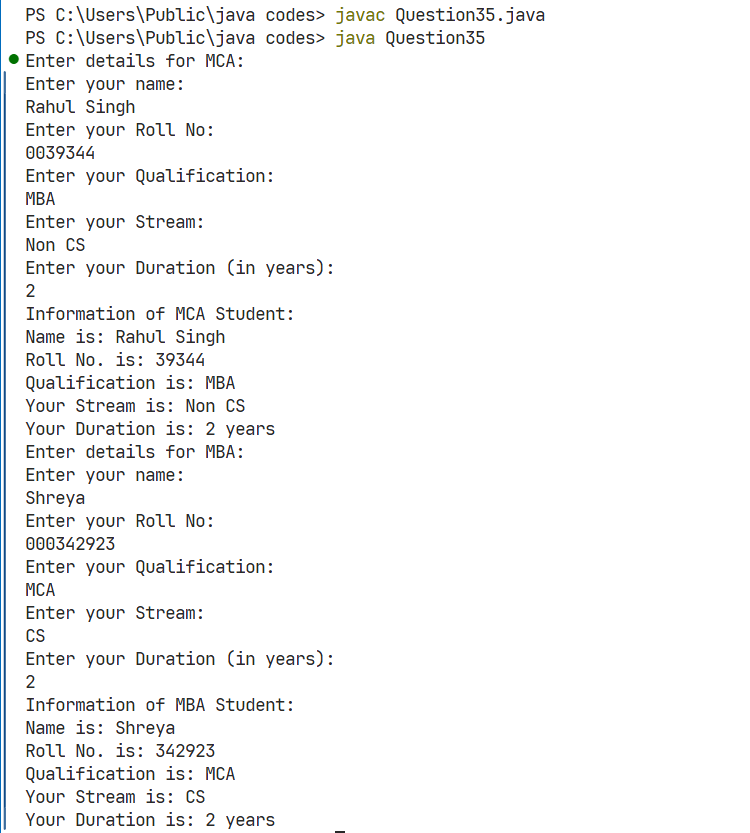 PS C:\Users\Public\java codes> javac Question35.java
PS C:\Users\Public\java codes> java Question35
Enter details for MCA:
Enter your name:
Rahul Singh
Enter your Roll No:
0039344
Enter your Qualification:
MBA
Enter your Stream:
Non CS
Enter your Duration (in years):
2
Information of MCA Student:
Name is: Rahul Singh
Roll No. is: 39344
Qualification is: MBA
Your Stream is: Non CS
Your Duration is: 2 years
Enter details for MBA:
Enter your name:
Shreya
Enter your Roll No:
000342923
Enter your Qualification:
MCA
Enter your Stream:
CS
Enter your Duration (in years):
2
Information of MBA Student:
Name is: Shreya
Roll No. is: 342923
Qualification is: MCA
Your Stream is: CS
Your Duration is: 2 years